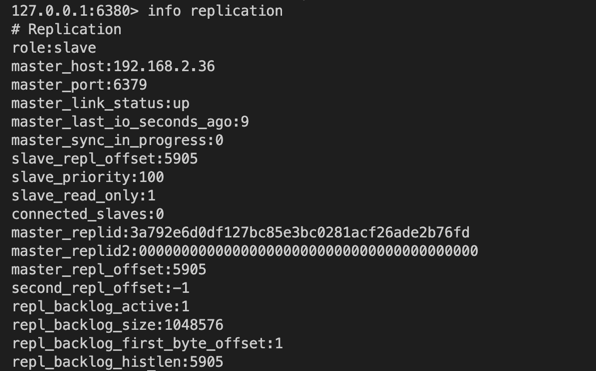 127.0.0.1:6380> info replication
# Replication
role:slave
master_host:192.168.2.36
master_port:6379
master_link_status:up
master_last_io_seconds_ago:9
master_sync_in_progress:0
slave_repl_offset:5905
slave_priority:100
slave_read_only:1
connected_slaves:0
master_replid:3a792e6d0df127bc85e3bc0281acf26ade2b76fd
master_replid2:0000000000000000000000000000000000000000
master_repl_offset:5905
second_repl_offset:-1
repl_backlog_active:1
repl_backlog_size:1048576
repl_backlog_first_byte_offset:1
repl_backlog_histlen:5905